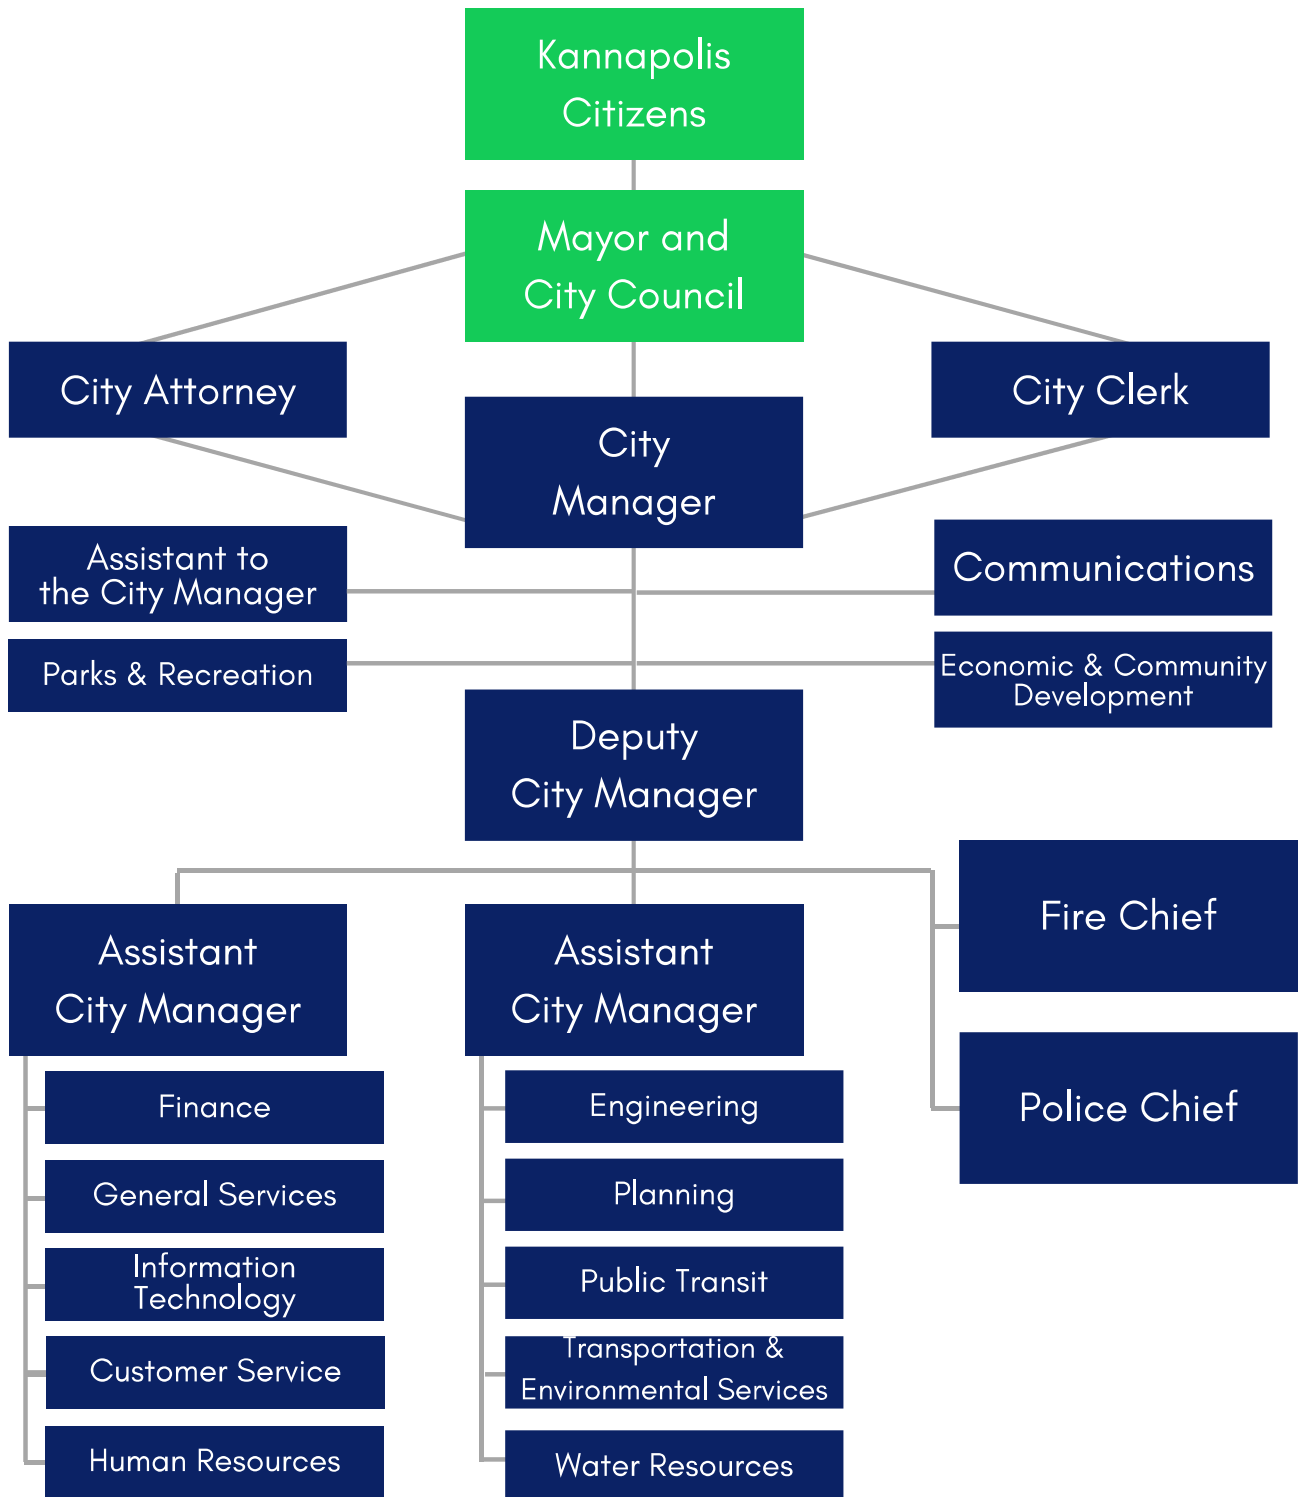 Kannapolis
Citizens
Mayor and
City Council
City Attorney
City Clerk
City
Manager
Assistant to
the City Manager
Communications
Parks & Recreation
Economic & Community
Development
Deputy
City Manager
Assistant
City Manager
Assistant
City Manager
Fire Chief
Police Chief
Finance
General Services
Information
Technology
Customer Service
Human Resources
Engineering
Planning
Public Transit
Transportation &
Environmental Services
Water Resources